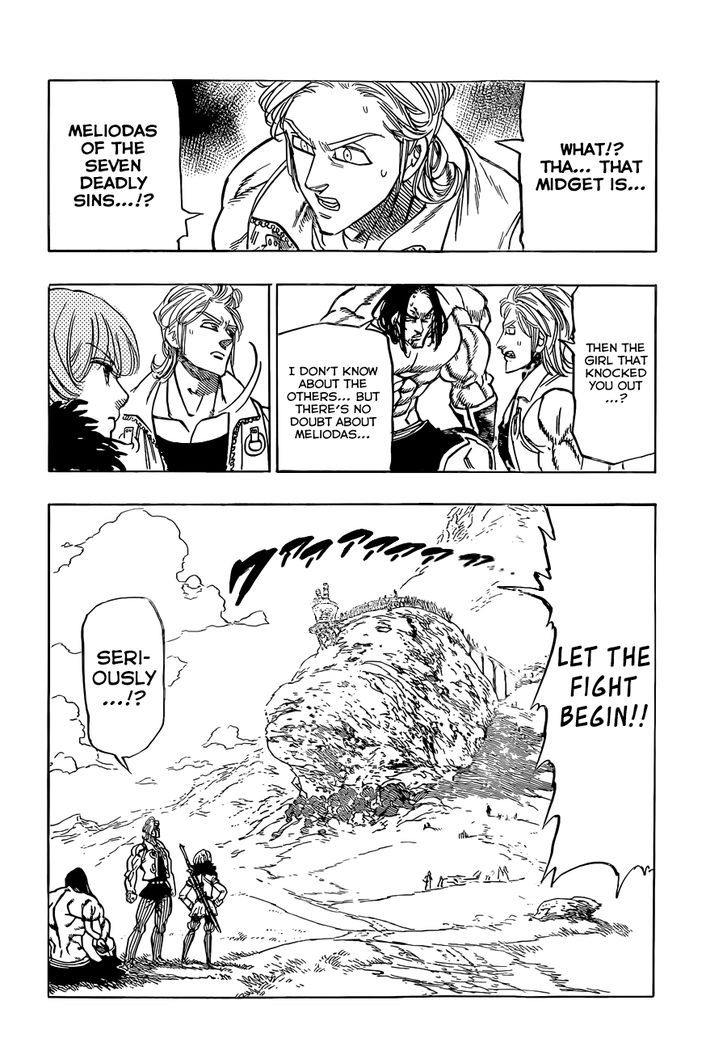 WHAT!?
THA... THAT
MIDGET IS...
MELIODAS
OF THE
SEVEN
DEADLY
SINS...!?
THEN THE
GIRL THAT
KNOCKED
YOU OUT
...?
I DON'T KNOW
ABOUT THE
OTHERS... BUT
THERE'S NO
DOUBT ABOUT
MELIODAS...
LET THE
FIGHT
BEGIN!!
SERI-
OUSLY
....!?